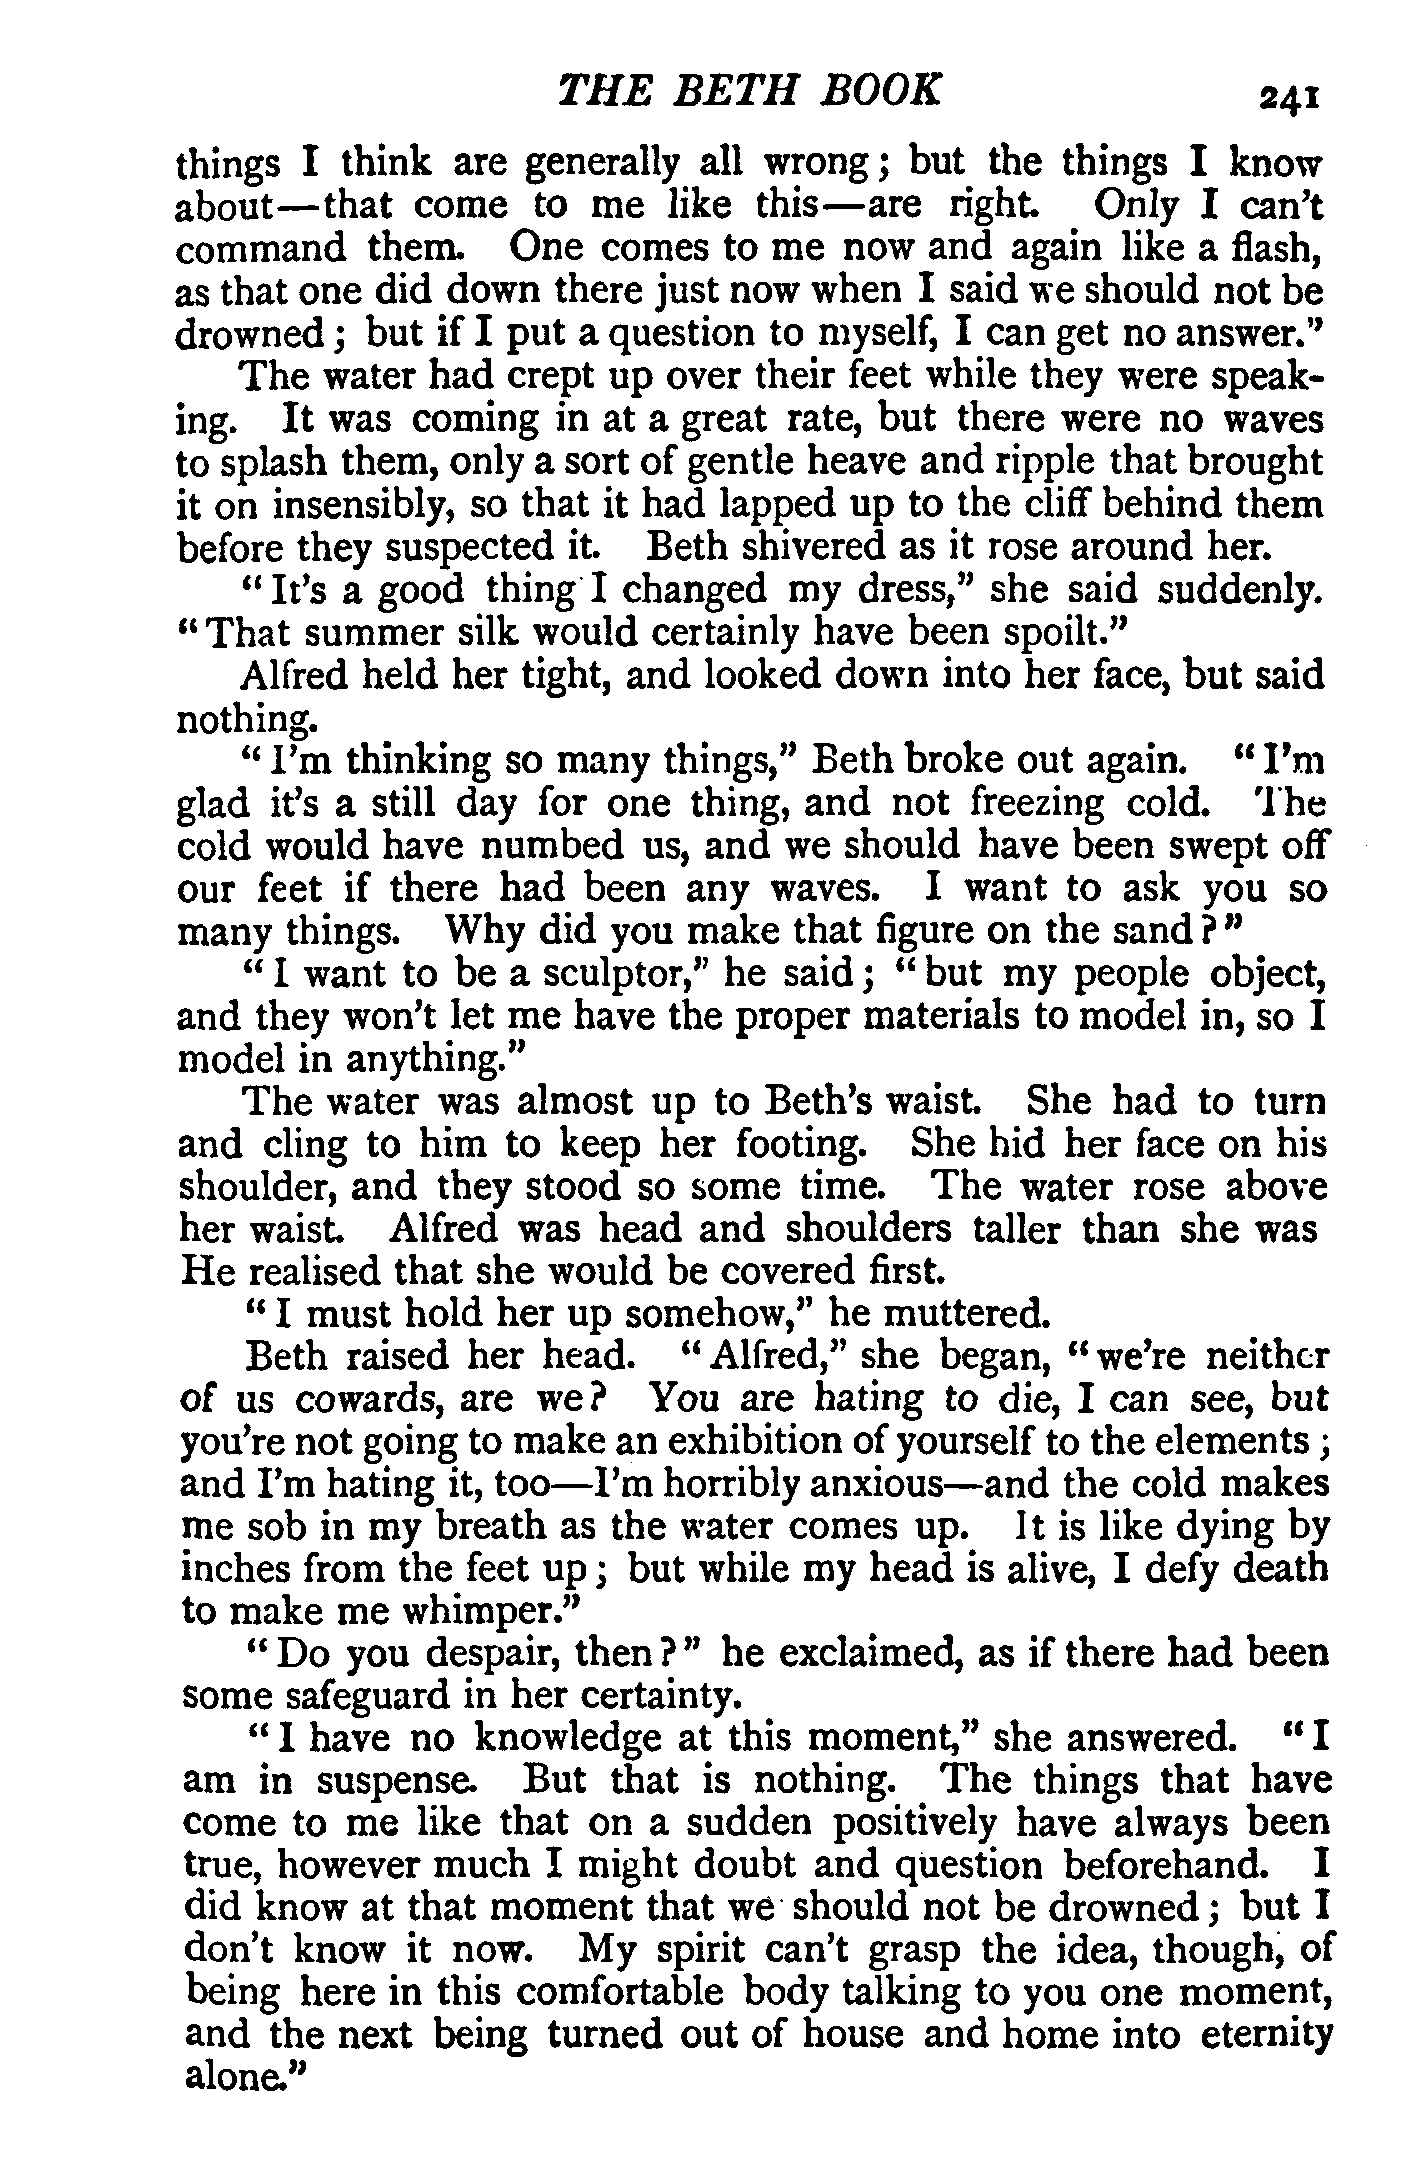 THE BETH BOOK 241
things I think are generally all wrong; but the things I know
about—that come to me like this—are right. Only I can't
command them. One comes to me now and again like a flash,
as that one did down there just now when I said we should not be
drowned; but if I put a question to myself, I can get no answer."
The water had crept up over their feet while they were speak-
ing. It was coming in at a great rate, but there were no waves
to splash them, only a sort of gentle heave and ripple that brought
it on insensibly, so that it had lapped up to the cliff behind them
before they suspected it. Beth shivered as it rose around her.
"It's a good thing I changed my dress," she said suddenly.
"That summer silk would certainly have been spoilt."
Alfred held her tight, and looked down into her face, but said
nothing.
"I'm thinking so many things," Beth broke out again. "I'm
glad it's a still day for one thing, and not freezing cold. The
cold would have numbed us, and we should have been swept off
our feet if there had been any waves. I want to ask you so
many things. Why did you make that figure on the sand?"
"I want to be a sculptor," he said; "but my people object,
and they won't let me have the proper materials to model in, so I
model in anything."
The water was almost up to Beth's waist. She had to turn
and cling to him to keep her footing. She hid her face on his
shoulder, and they stood so some time. The water rose above
her waist. Alfred was head and shoulders taller than she was
He realised that she would be covered first.
"I must hold her up somehow," he muttered.
Beth raised her head. "Alfred," she began, "we're neither
of us cowards, are we? You are hating to die, I can see, but
you're not going to make an exhibition of yourself to the elements;
and I'm hating it, too—I'm horribly anxious—and the cold makes
me sob in my breath as the water comes up. It is like dying by
inches from the feet up; but while my head is alive, I defy death
to make me whimper."
"Do you despair, then?" he exclaimed, as if there had been
some safeguard in her certainty.
"I have no knowledge at this moment," she answered. "I
am in suspense. But that is nothing. The things that have
come to me like that on a sudden positively have always been
true, however much I might doubt and question beforehand. I
did know at that moment that we should not be drowned; but I
don't know it now. My spirit can't grasp the idea, though, of
being here in this comfortable body talking to you one moment,
and the next being turned out of house and home into eternity
alone."